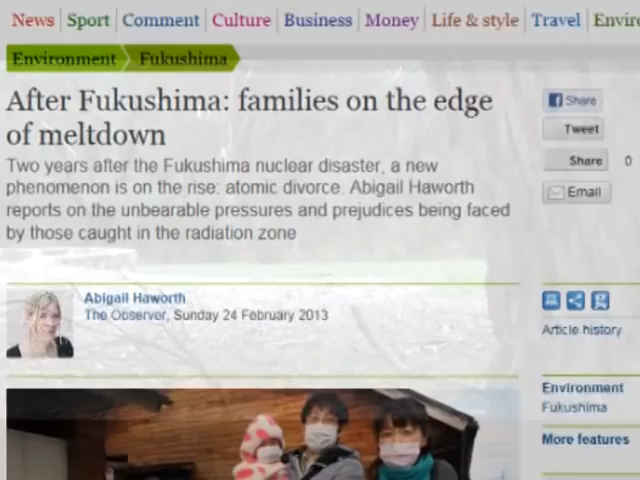 News Sport Comment Culture Business Money Life & style Travel
Environment Fukushima
After Fukushima: families on the edge
of meltdown
Two years after the Fukushima nuclear disaster, a new
phenomenon is on the rise: atomic divorce. Abigail Haworth
reports on the unbearable pressures and prejudices being faced
by those caught in the radiation zone
Share
Tweet
Share 0
Email
Abigail Haworth
The Observer, Sunday 24 February 2013
Article history
Environment
Fukushima
More features